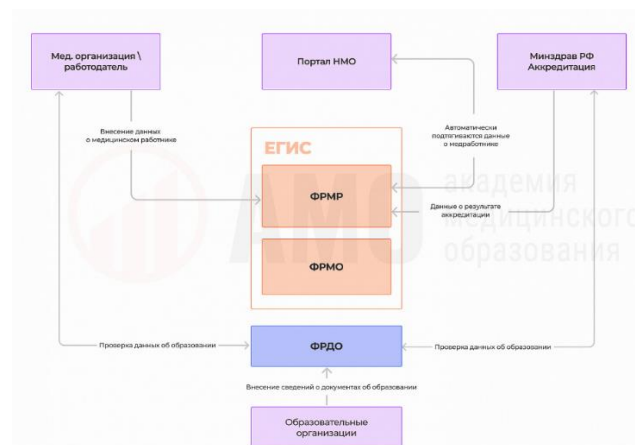 Мед. организация \
работодатель
Портал НМО
Минздрав РФ
Аккредитация
Внесение данных
о медицинском работнике
Автоматически
подтягиваются данные
о медработнике
ЕГИС
ФРМР
Данные о результате
аккредитации
АМО
академия
медицинского
образования
ФРМО
Проверка данных об образовании
ФРДО
Проверка данных об образовании
Внесение сведений о документах об образовании
Образовательные
организации